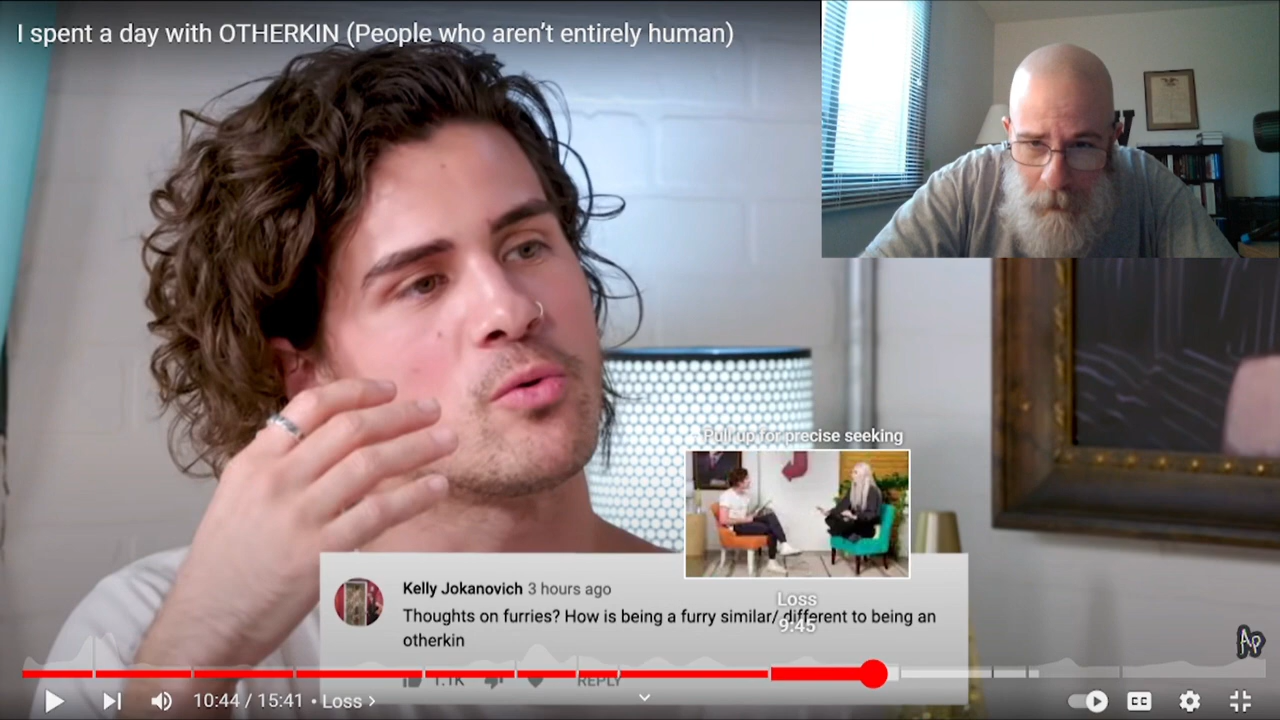 I spent a day with OTHERKIN (People who aren't entirely human)
Pull up for precise seeking
Kelly Jokanovich 3 hours ago
Thoughts on furries? How is being a furry similar/ different to being an
otherkin
Loss
9:45
1.1K REPLY
10:44 / 15:41 • Loss >
CC
AP